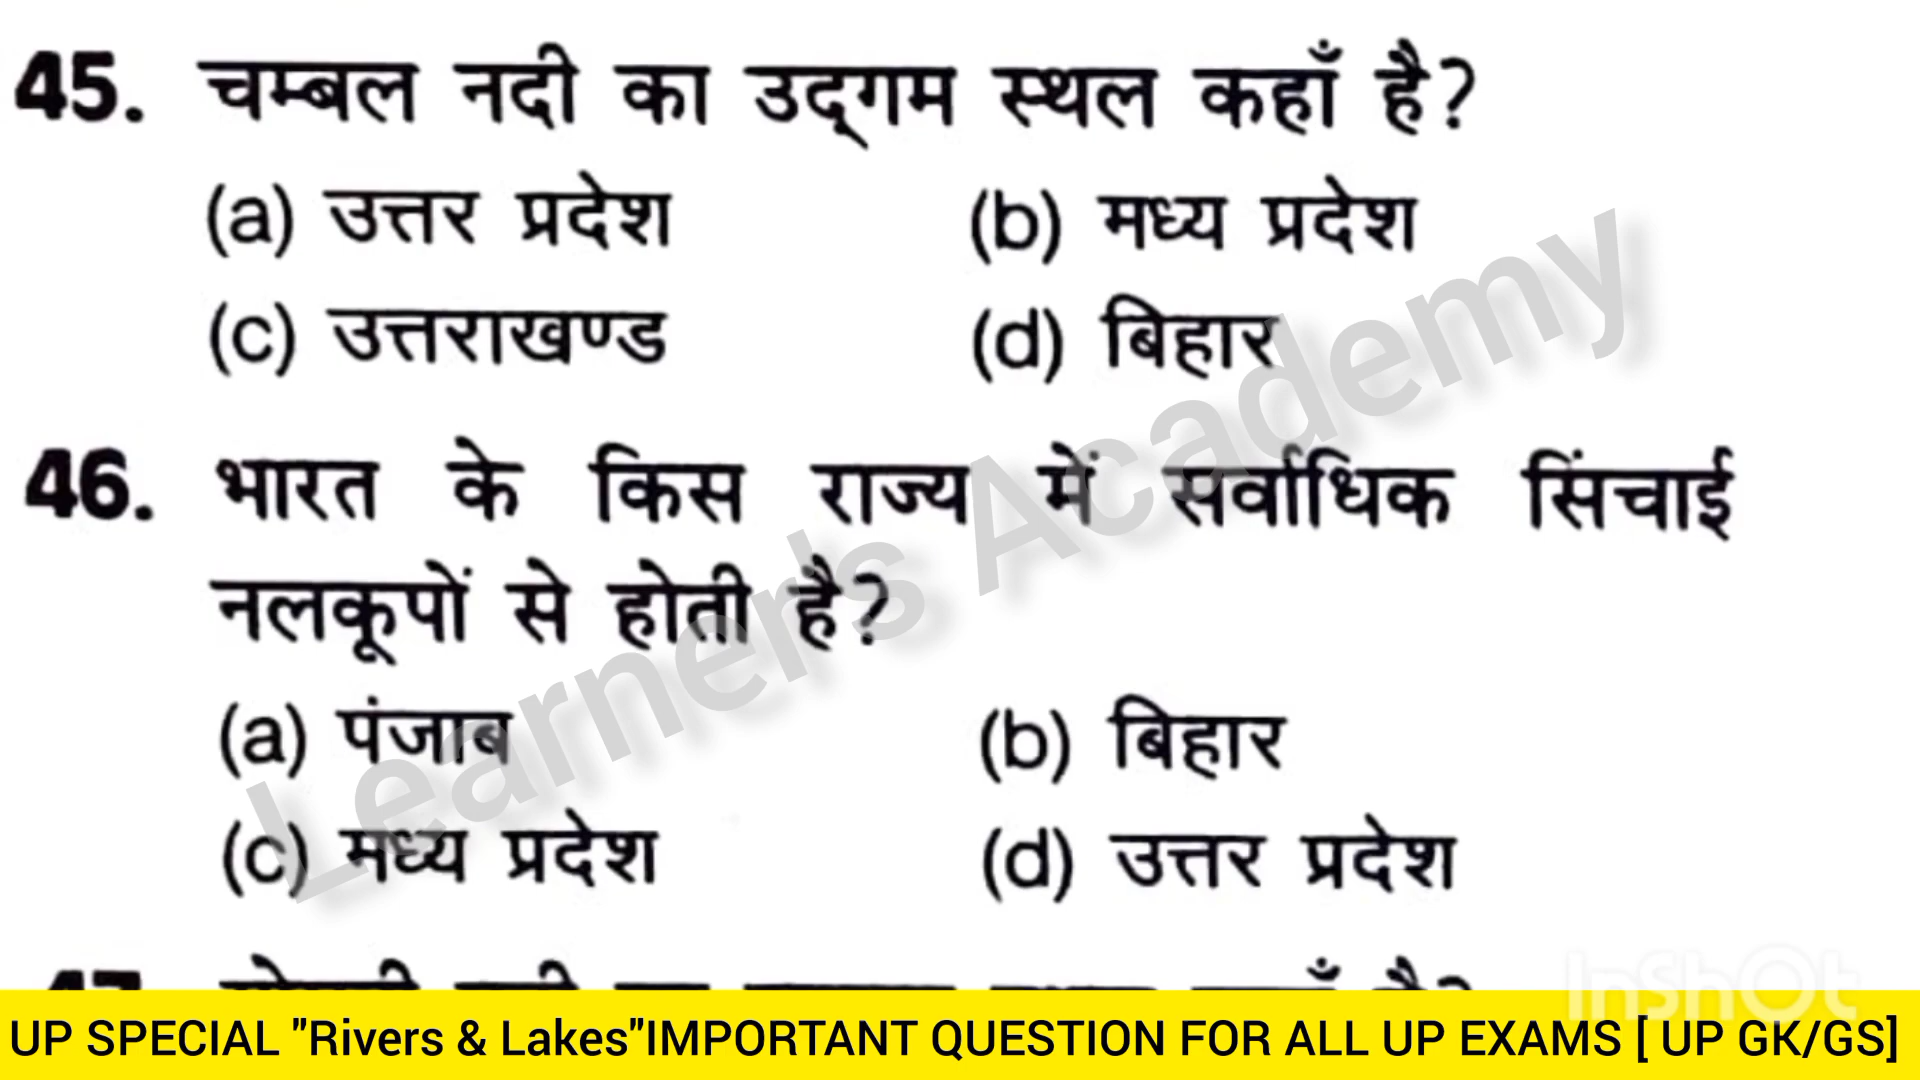 45. चम्बल नदी का उद्‌गम स्थल कहाँ है?
(a) उत्तर प्रदेश (b) मध्य प्रदेश
(c) उत्तराखण्ड (d) बिहार
46. भारत के किस राज्य में सर्वाधिक सिंचाई
नलकूपों से होती है?
(a) पंजाब (b) बिहार
(c) मध्य प्रदेश (d) उत्तर प्रदेश
Learner's Academy
InShOt
UP SPECIAL "Rivers & Lakes"IMPORTANT QUESTION FOR ALL UP EXAMS [ UP GK/GS]